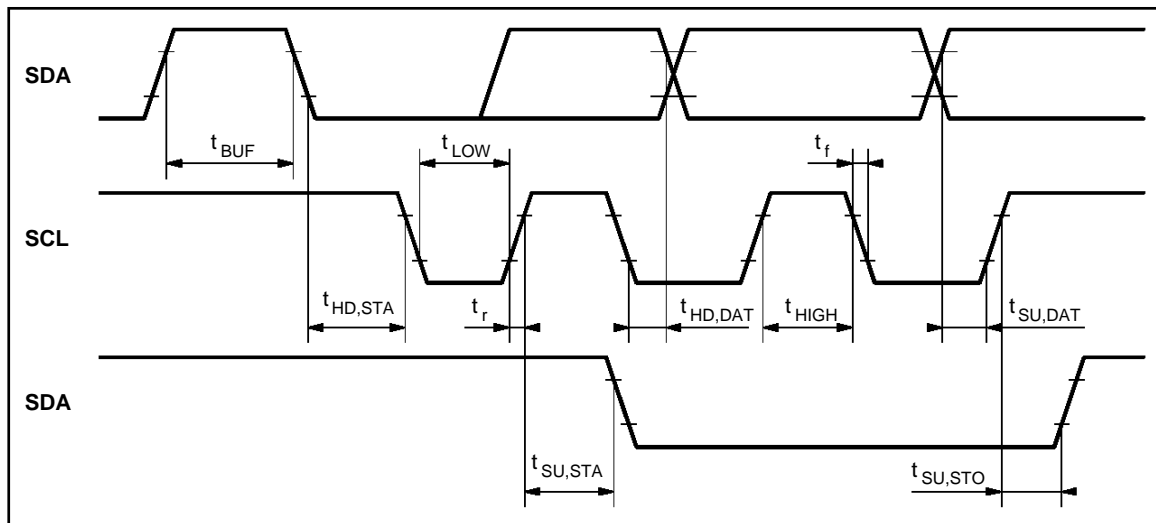 SDA
t BUF
t LOW
t f
SCL
t HD,STA
t r
t HD,DAT
t HIGH
t SU,DAT
SDA
t SU,STA
t SU,STO